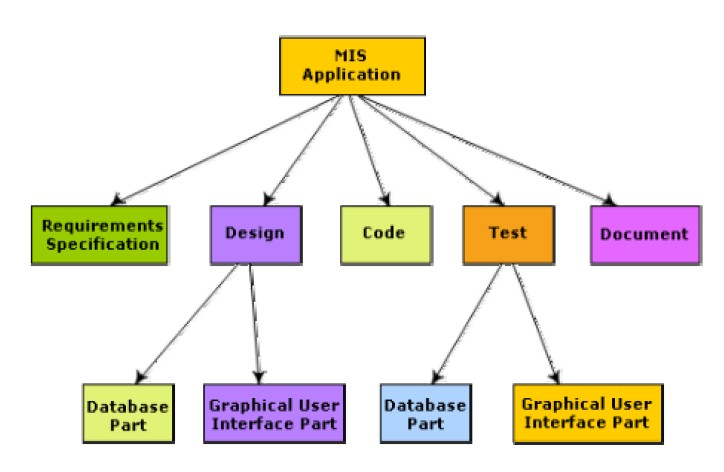 MIS
Application
Requirements
Specification
Design
Code
Test
Document
Database
Part
Graphical User
Interface Part
Database
Part
Graphical User
Interface Part